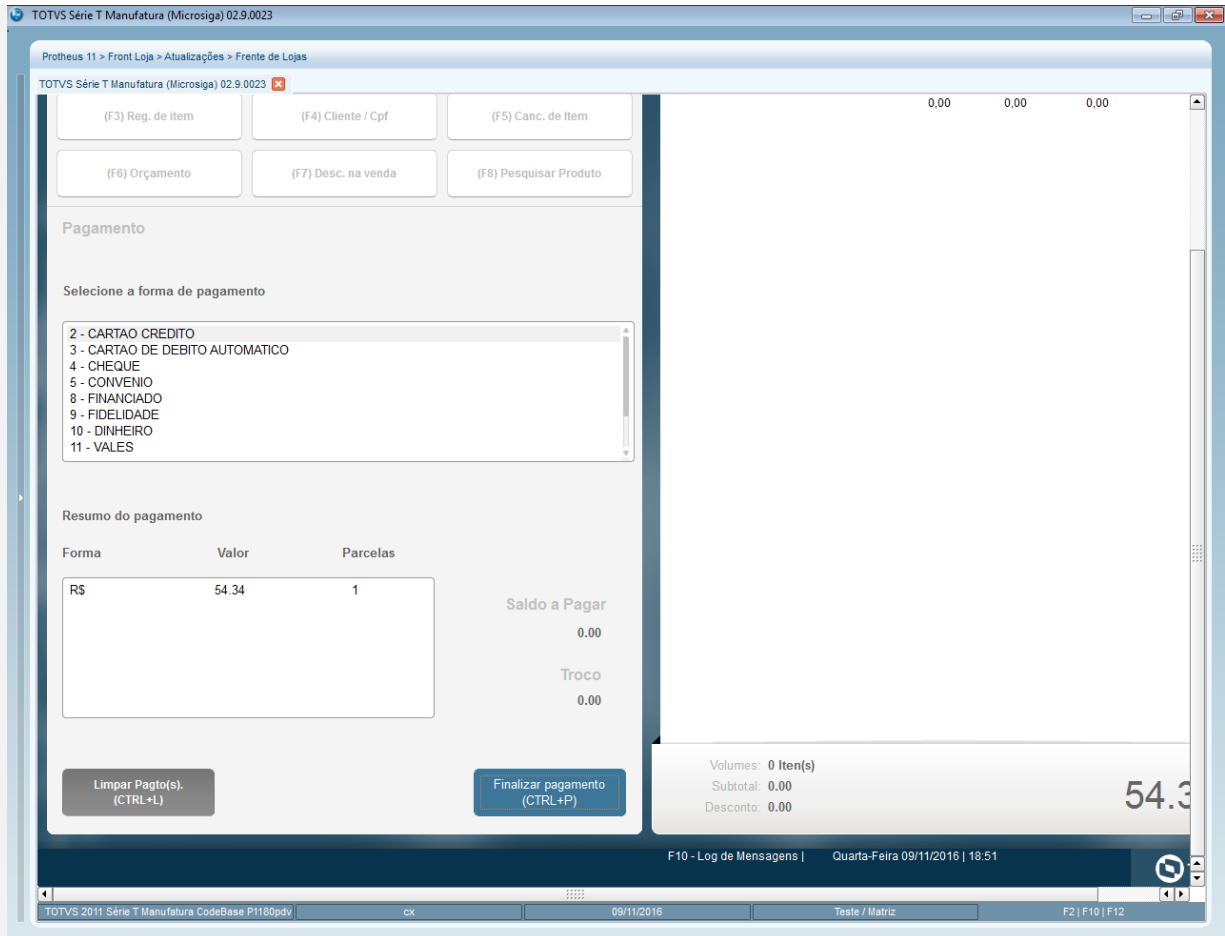 TOTVS Série T Manufatura (Microsiga) 02.9.0023
Protheus 11 > Front Loja > Atualizações > Frente de Lojas
TOTVS Série T Manufatura (Microsiga) 02.9.0023
(F3) Reg. de item
(F4) Cliente / Cpf
(F5) Canc. de Item
(F6) Orçamento
(F7) Desc. na venda
(F8) Pesquisar Produto
Pagamento
Selecione a forma de pagamento
2 - CARTAO CREDITO
3 - CARTAO DE DEBITO AUTOMATICO
4 - CHEQUE
5 - CONVENIO
8 - FINANCIADO
9 - FIDELIDADE
10 - DINHEIRO
11 - VALES
Resumo do pagamento
Forma Valor Parcelas
R$ 54.34 1
Saldo a Pagar
0.00
Troco
0.00
Limpar Pagto(s).
(CTRL+L)
Finalizar pagamento
(CTRL+P)
0,00 0,00 0,00
Volumes: 0 Iten(s)
Subtotal: 0.00
Desconto: 0.00
54.3
F10 - Log de Mensagens | Quarta-Feira 09/11/2016 | 18:51
TOTVS 2011 Série T Manufatura CodeBase P1180pdv
cx
09/11/2016
Teste / Matriz
F2 | F10 | F12